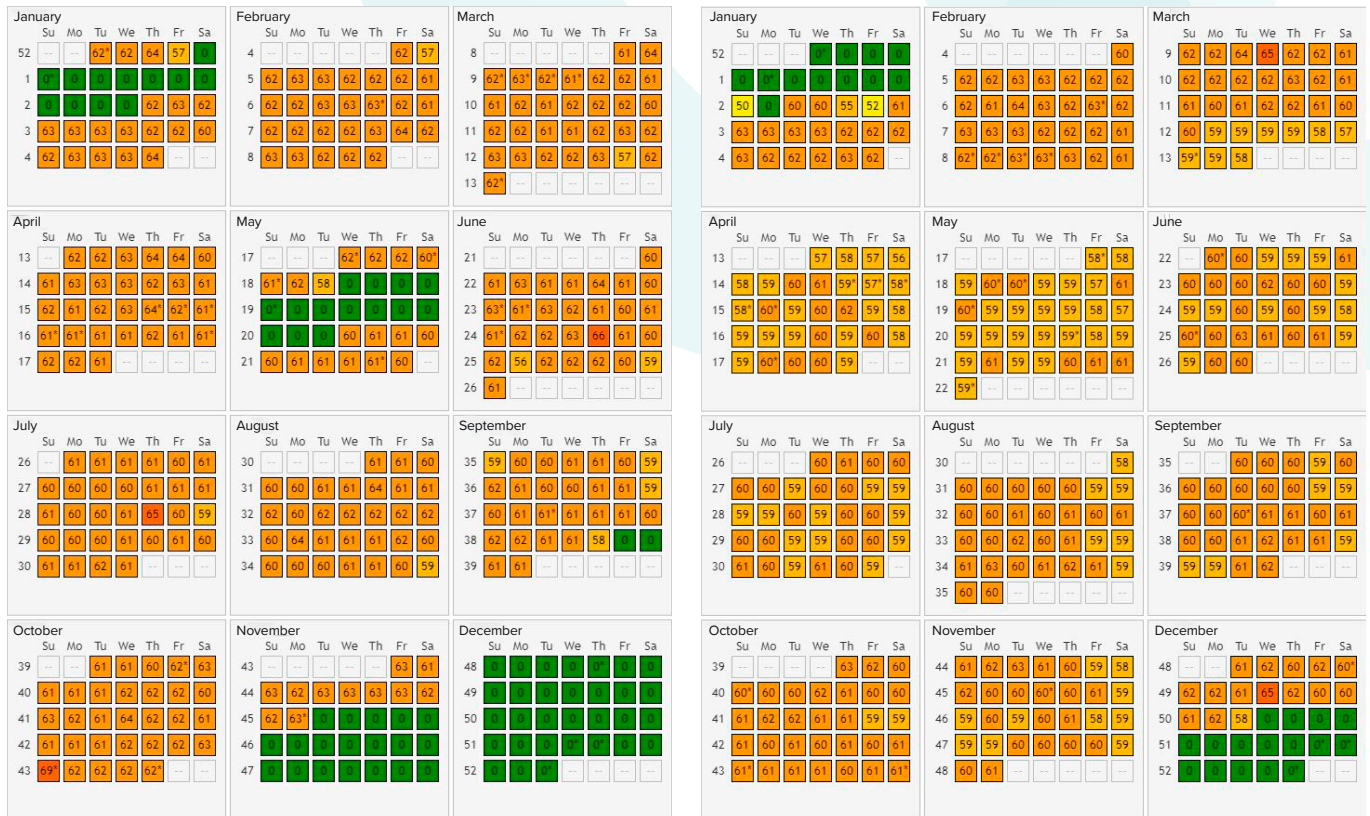 January
Su Mo Tu We Th Fr Sa
52 -- -- 62* 62 64 57 0
1 0* 0 0 0 0 0 0
2 0 0 0 0 62 63 62
3 63 63 63 63 62 62 60
4 62 63 63 63 64 -- --
February
Su Mo Tu We Th Fr Sa
4 -- -- -- -- -- 62 57
5 62 63 63 62 62 62 61
6 62 62 63 63 63* 62 61
7 62 62 62 62 63 64 62
8 63 63 62 62 62 -- --
March
Su Mo Tu We Th Fr Sa
8 -- -- -- -- -- 61 64
9 62* 63* 62* 61* 62 62 61
10 61 62 61 62 62 62 60
11 62 62 61 61 62 63 62
12 63 63 62 62 63 57 62
13 62* -- -- -- -- -- --
April
Su Mo Tu We Th Fr Sa
13 -- 62 62 63 64 64 60*
14 61 63 63 63 62 63 61
15 62 61 62 63 64* 62* 61*
16 61* 61* 61 61 62 61 61*
17 62 62 61 -- -- -- --
May
Su Mo Tu We Th Fr Sa
17 -- -- -- 62* 62 62 60*
18 61* 62 58 0 0 0 0
19 0* 0 0 0 0 0 0
20 0 0 0 60 61 61 60
21 60 61 61 61 61* 60 --
June
Su Mo Tu We Th Fr Sa
21 -- -- -- -- -- -- 60
22 61 63 61 61 64 61 60
23 63* 61* 63 62 61 60 61
24 61* 62 62 63 66 61 60
25 62 56 62 62 62 60 59
26 61 -- -- -- -- -- --
July
Su Mo Tu We Th Fr Sa
26 -- 61 61 61 61 60 61
27 60 60 60 60 61 61 61
28 61 60 60 61 65 60 59
29 60 60 60 61 60 61 60
30 61 61 62 61 -- -- --
August
Su Mo Tu We Th Fr Sa
30 -- -- -- -- 61 61 60
31 60 60 61 61 64 61 61
32 60 61 62 62 62 62 62
33 60 64 61 61 61 62 60
34 60 60 60 61 61 60 59
September
Su Mo Tu We Th Fr Sa
35 59 60 60 61 61 60 59
36 62 61 60 60 61 61 59
37 60 61 61* 61 61 61 60
38 62 62 61 61 58 0 0
39 61 61 -- -- -- -- --
October
Su Mo Tu We Th Fr Sa
39 -- -- 61 61 60 62* 63
40 61 61 61 62 62 62 60
41 63 62 61 64 62 62 61
42 61 61 61 62 62 62 63
43 69* 62 62 62 62* -- --
November
Su Mo Tu We Th Fr Sa
43 -- -- -- -- -- 63 61
44 63 62 63 63 63 63 62
45 62 63* 0 0 0 0 0
46 0 0 0 0 0 0 0
47 0 0 0 0 0 0 0
December
Su Mo Tu We Th Fr Sa
48 0 0 0 0 0* 0 0
49 0 0 0 0 0 0 0
50 0 0 0 0 0 0 0
51 0 0 0 0* 0* 0 0
52 0 0 0* -- -- -- --
January
Su Mo Tu We Th Fr Sa
52 -- -- -- 0* 0 0 0
1 0 0* 0 0 0 0 0
2 50 0 60 60 55 52 61
3 63 63 63 63 62 62 62
4 63 62 62 62 63 62 --
February
Su Mo Tu We Th Fr Sa
4 -- -- -- -- -- -- 60
5 62 62 63 63 62 62 62
6 62 61 64 63 62 63* 62
7 63 63 63 63 62 62 61
8 62* 62* 63* 63* 63 62 61
March
Su Mo Tu We Th Fr Sa
9 62 62 64 65 62 62 61
10 62 62 62 62 63 62 61
11 61 60 61 62 62 61 60
12 60 59 59 59 59 58 57
13 59* 59 58 -- -- -- --
April
Su Mo Tu We Th Fr Sa
13 -- -- -- 57 58 57 56
14 58 59 60 61 59* 57* 58*
15 58* 60* 59 60 62 59 58
16 59 59 59 60 59 60 58
17 59 60* 60 60 59 -- --
May
Su Mo Tu We Th Fr Sa
17 -- -- -- -- -- 58* 58
18 59 60* 60* 59 59 57 61
19 60* 59 59 59 59 58 57
20 59 59 59 59 59* 58 59
21 59 61 59 59 60 61 61
22 59* -- -- -- -- -- --
June
Su Mo Tu We Th Fr Sa
22 -- 60* 60 59 59 59 61
23 60 60 60 62 60 60 59
24 59 59 60 59 60 59 58
25 60* 60 63 61 60 61 59
26 59 60 60 -- -- -- --
July
Su Mo Tu We Th Fr Sa
26 -- -- -- 60 61 60 60
27 60 60 59 60 60 59 59
28 59 59 60 59 60 60 59
29 60 60 59 59 60 60 59
30 61 60 59 61 60 59 --
August
Su Mo Tu We Th Fr Sa
30 -- -- -- -- -- -- 58
31 60 60 60 60 60 59 59
32 60 60 61 60 61 60 61
33 60 60 62 60 61 59 59
34 61 63 60 61 62 61 59
35 60 60 -- -- -- -- --
September
Su Mo Tu We Th Fr Sa
35 -- -- 60 60 60 59 60
36 60 60 60 60 60 59 59
37 60 60 60* 61 61 60 61
38 60 61 61 62 61 61 59
39 59 59 61 62 -- -- --
October
Su Mo Tu We Th Fr Sa
39 -- -- -- -- 63 62 60
40 60* 60 60 62 61 60 60
41 61 62 62 61 61 59 59
42 61 60 61 60 61 60 61
43 61* 61 61 61 60 61 61*
November
Su Mo Tu We Th Fr Sa
44 61 62 63 61 60 59 58
45 62 60 60 60* 60 61 59
46 59 60 59 60 61 58 59
47 59 59 60 60 60 60 59
48 60 61 -- -- -- -- --
December
Su Mo Tu We Th Fr Sa
48 -- -- 61 62 60 62 60*
49 62 62 61 65 62 60 60
50 61 62 58 0 0 0 0
51 0 0 0 0 0 0* 0*
52 0 0 0 0 0* -- --